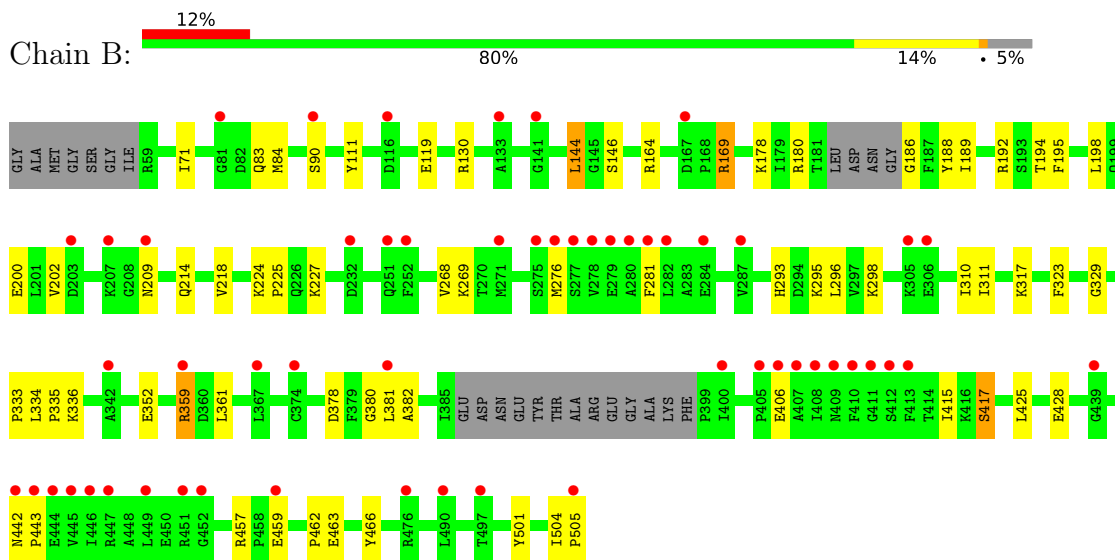 12%
Chain B:
80% 14% • 5%
GLY ALA MET GLY SER GLY ILE R59 I71 G81 D82 Q83 M84 S90 Y111 D116 E119 R130 A133 G141 L144 G145 S146 R164 D167 P168 R169 K178 I179 R180 T181 LEU ASP ASN GLY G186 F187 Y188 I189 R192 S193 T194 F195 L198 Q199
E200 L201 V202 D203 K207 G208 N209 Q214 V218 K224 P225 Q226 K227 D232 Q251 F252 V268 K269 T270 M271 S275 M276 S277 V278 E279 A280 F281 L282 A283 E284 V287 H293 D294 K295 L296 V297 K298 K305 E306 I310 I311 K317 F323 G329
P333 L334 P335 K336 A342 E352 R359 D360 L361 L367 C374 D378 F379 G380 L381 A382 I385 GLU ASP ASN GLU TYR THR ALA ARG GLU GLY ALA LYS PHE P399 I400 P405 E406 A407 I408 N409 F410 G411 S412 F413 T414 I415 K416 S417 L425 E428 G439
N442 P443 E444 V445 I446 R447 A448 L449 E450 R451 G452 R457 P458 E459 P462 E463 Y466 R476 L490 T497 Y501 I504 P505